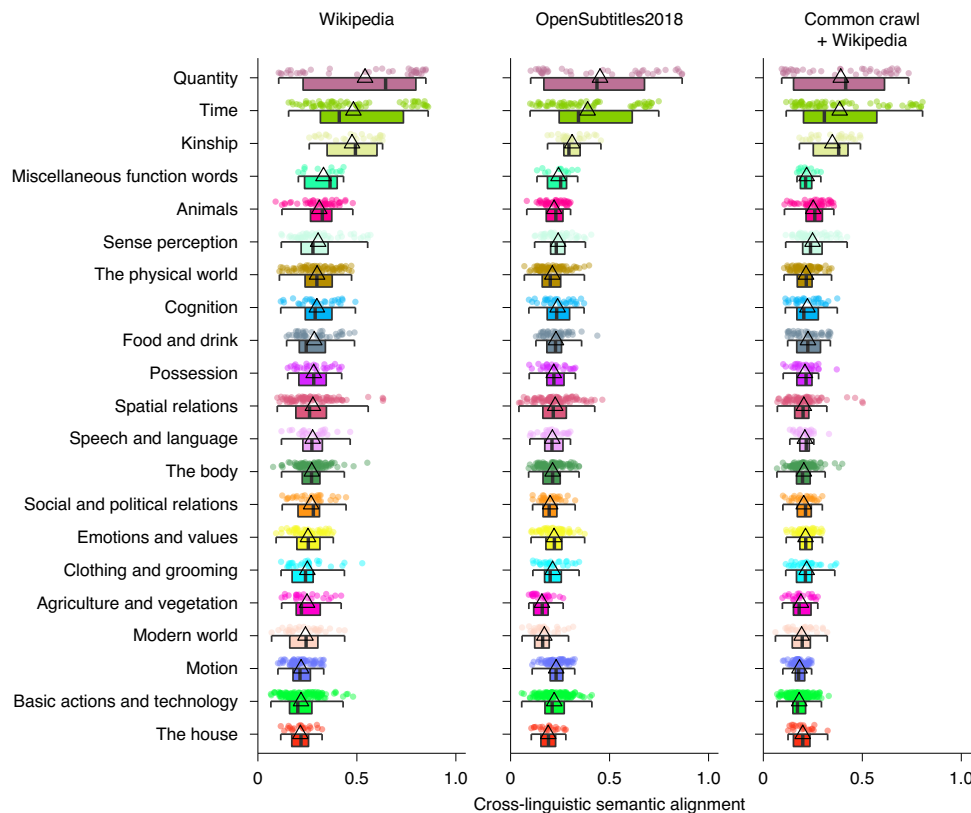 Wikipedia
OpenSubtitles2018
Common crawl
+ Wikipedia
Quantity
Time
Kinship
Miscellaneous function words
Animals
Sense perception
The physical world
Cognition
Food and drink
Possession
Spatial relations
Speech and language
The body
Social and political relations
Emotions and values
Clothing and grooming
Agriculture and vegetation
Modern world
Motion
Basic actions and technology
The house
0 0.5 1.0 0 0.5 1.0 0 0.5 1.0
Cross-linguistic semantic alignment